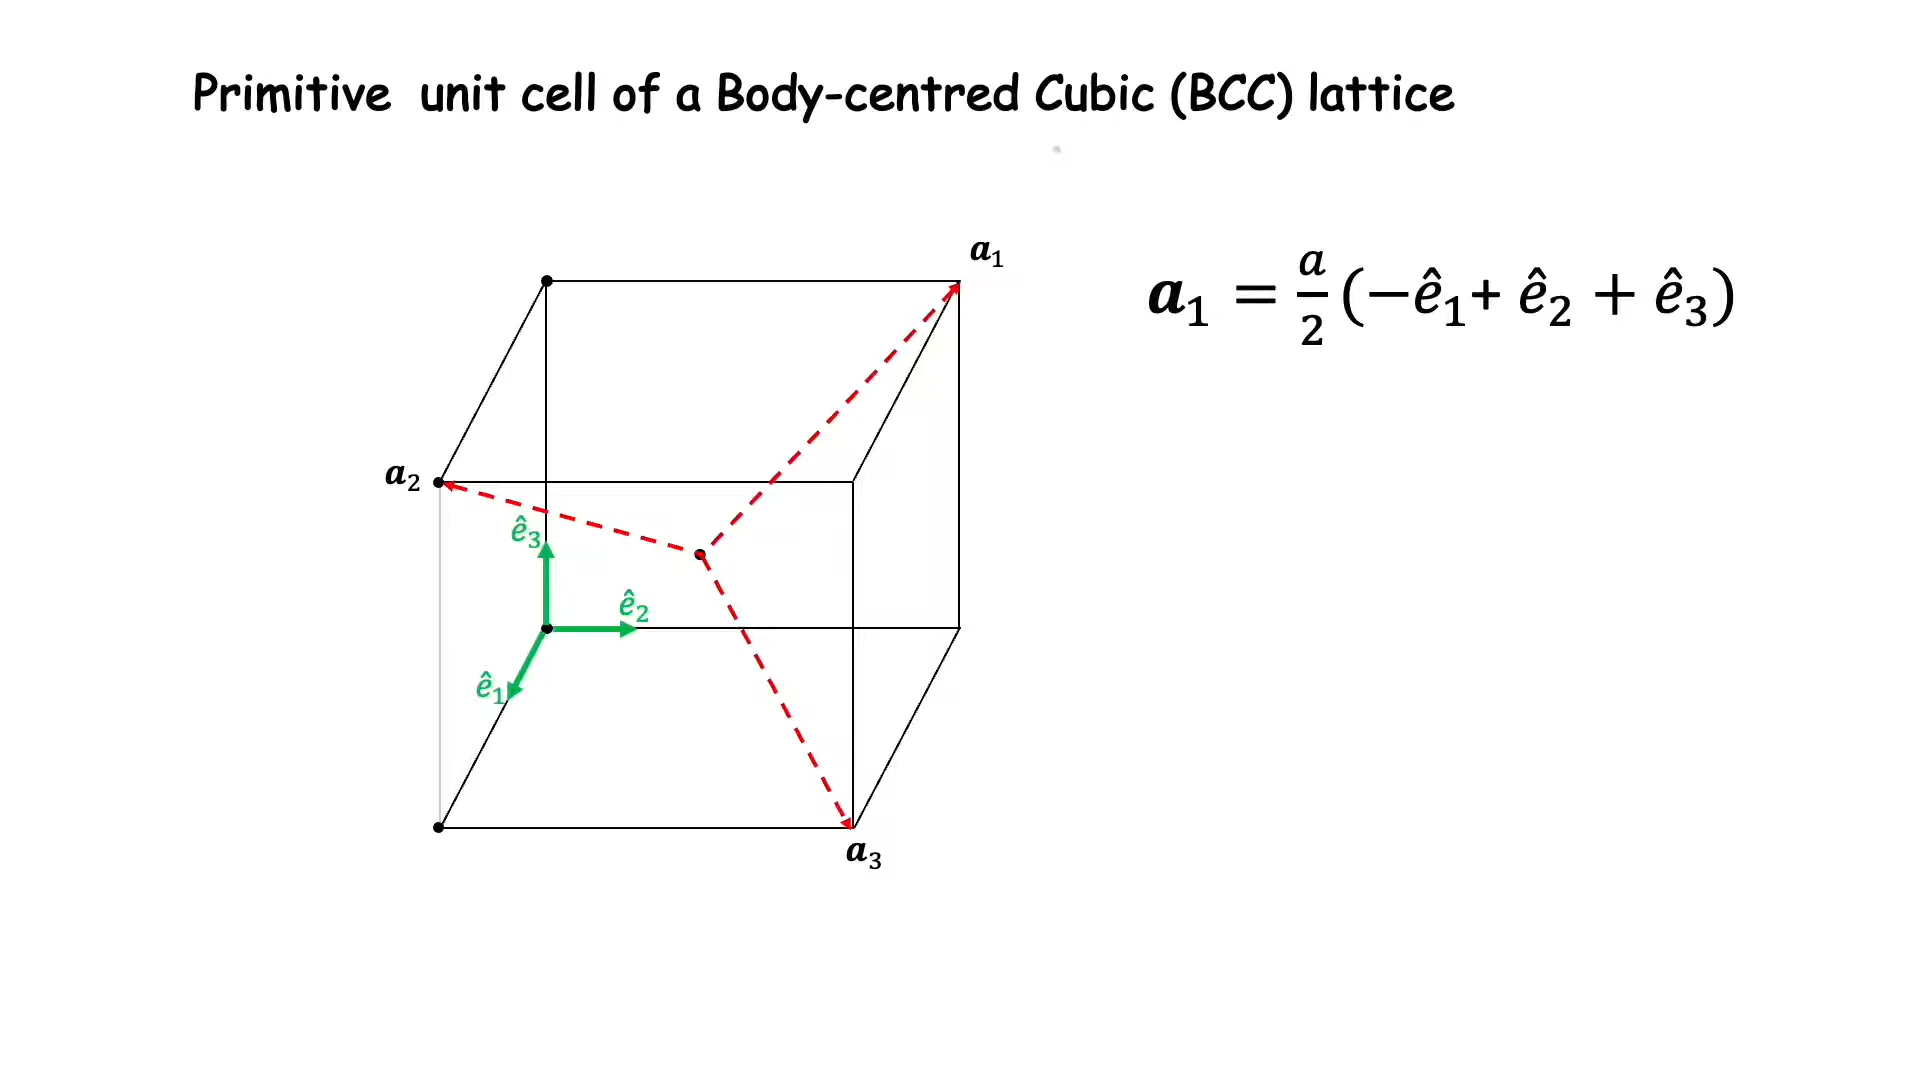 Primitive unit cell of a Body-centred Cubic (BCC) lattice
𝒂₁
𝒂₁ = a/2 (−ê₁+ ê₂ + ê₃)
𝒂₂
ê₃
ê₂
ê₁
𝒂₃